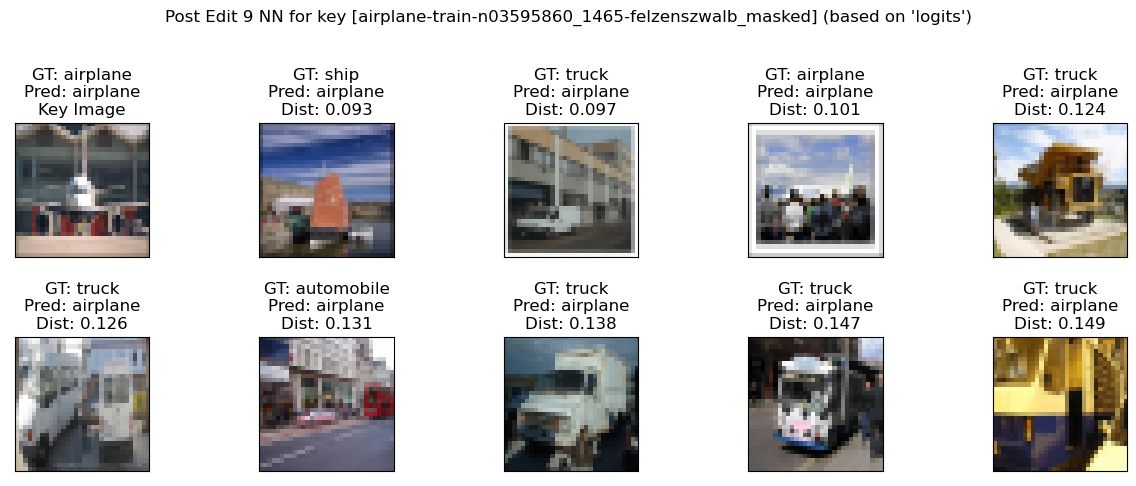 Post Edit 9 NN for key [airplane-train-n03595860_1465-felzenszwalb_masked] (based on 'logits')
GT: airplane
Pred: airplane
Key Image
GT: ship
Pred: airplane
Dist: 0.093
GT: truck
Pred: airplane
Dist: 0.097
GT: airplane
Pred: airplane
Dist: 0.101
GT: truck
Pred: airplane
Dist: 0.124
GT: truck
Pred: airplane
Dist: 0.126
GT: automobile
Pred: airplane
Dist: 0.131
GT: truck
Pred: airplane
Dist: 0.138
GT: truck
Pred: airplane
Dist: 0.147
GT: truck
Pred: airplane
Dist: 0.149